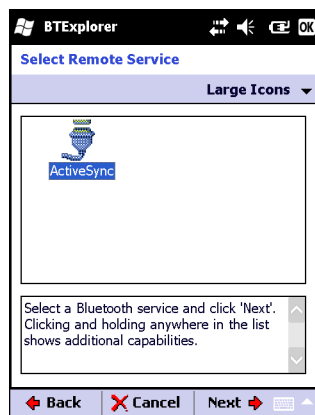 BTExplorer
OK
Select Remote Service
Large Icons
ActiveSync
Select a Bluetooth service and click 'Next'.
Clicking and holding anywhere in the list
shows additional capabilities.
Back Cancel Next